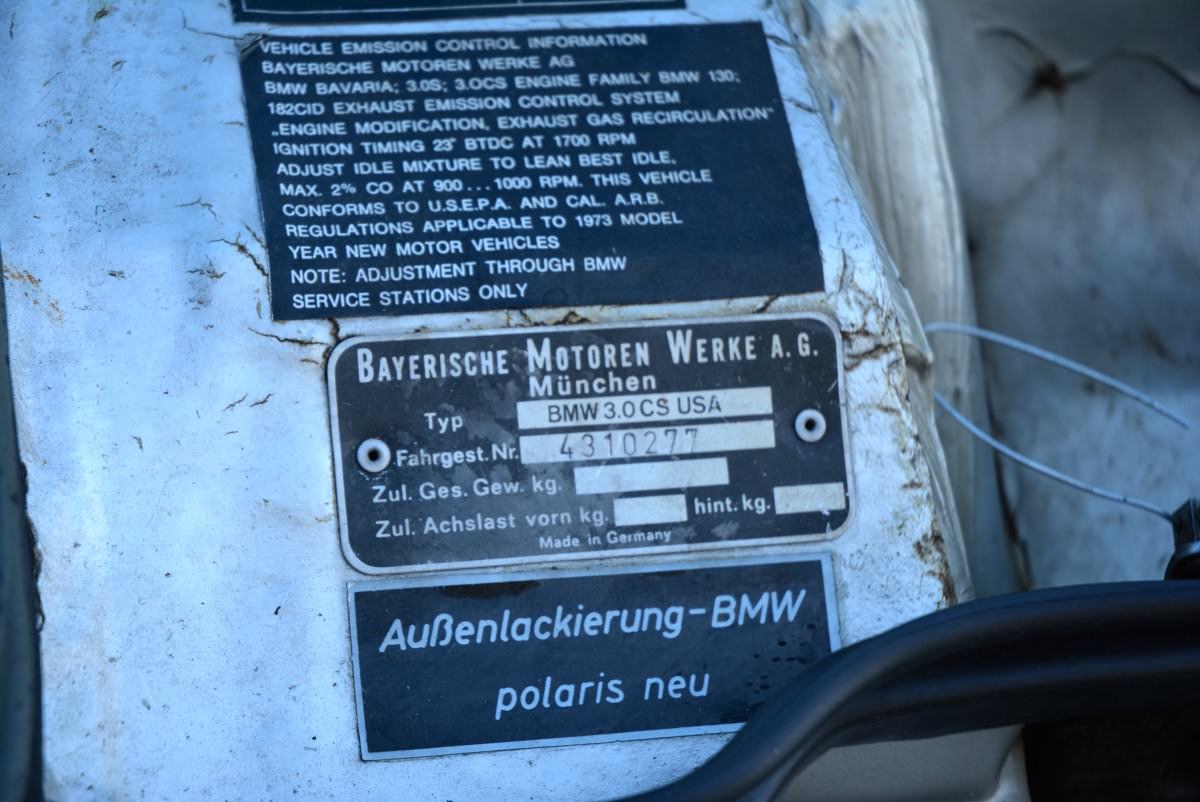 VEHICLE EMISSION CONTROL INFORMATION
BAYERISCHE MOTOREN WERKE AG
BMW BAVARIA; 3.0S; 3.0CS ENGINE FAMILY BMW 130;
182CID EXHAUST EMISSION CONTROL SYSTEM
„ENGINE MODIFICATION, EXHAUST GAS RECIRCULATION"
IGNITION TIMING 23° BTDC AT 1700 RPM
ADJUST IDLE MIXTURE TO LEAN BEST IDLE,
MAX. 2% CO AT 900...1000 RPM. THIS VEHICLE
CONFORMS TO U.S.E.P.A. AND CAL. A.R.B.
REGULATIONS APPLICABLE TO 1973 MODEL
YEAR NEW MOTOR VEHICLES
NOTE: ADJUSTMENT THROUGH BMW
SERVICE STATIONS ONLY
BAYERISCHE MOTOREN WERKE A.G.
München
Typ BMW 3.0 CS USA
Fahrgest. Nr. 4310277
Zul. Ges. Gew. kg.
Zul. Achslast vorn kg. hint. kg.
Made in Germany
Außenlackierung-BMW
polaris neu